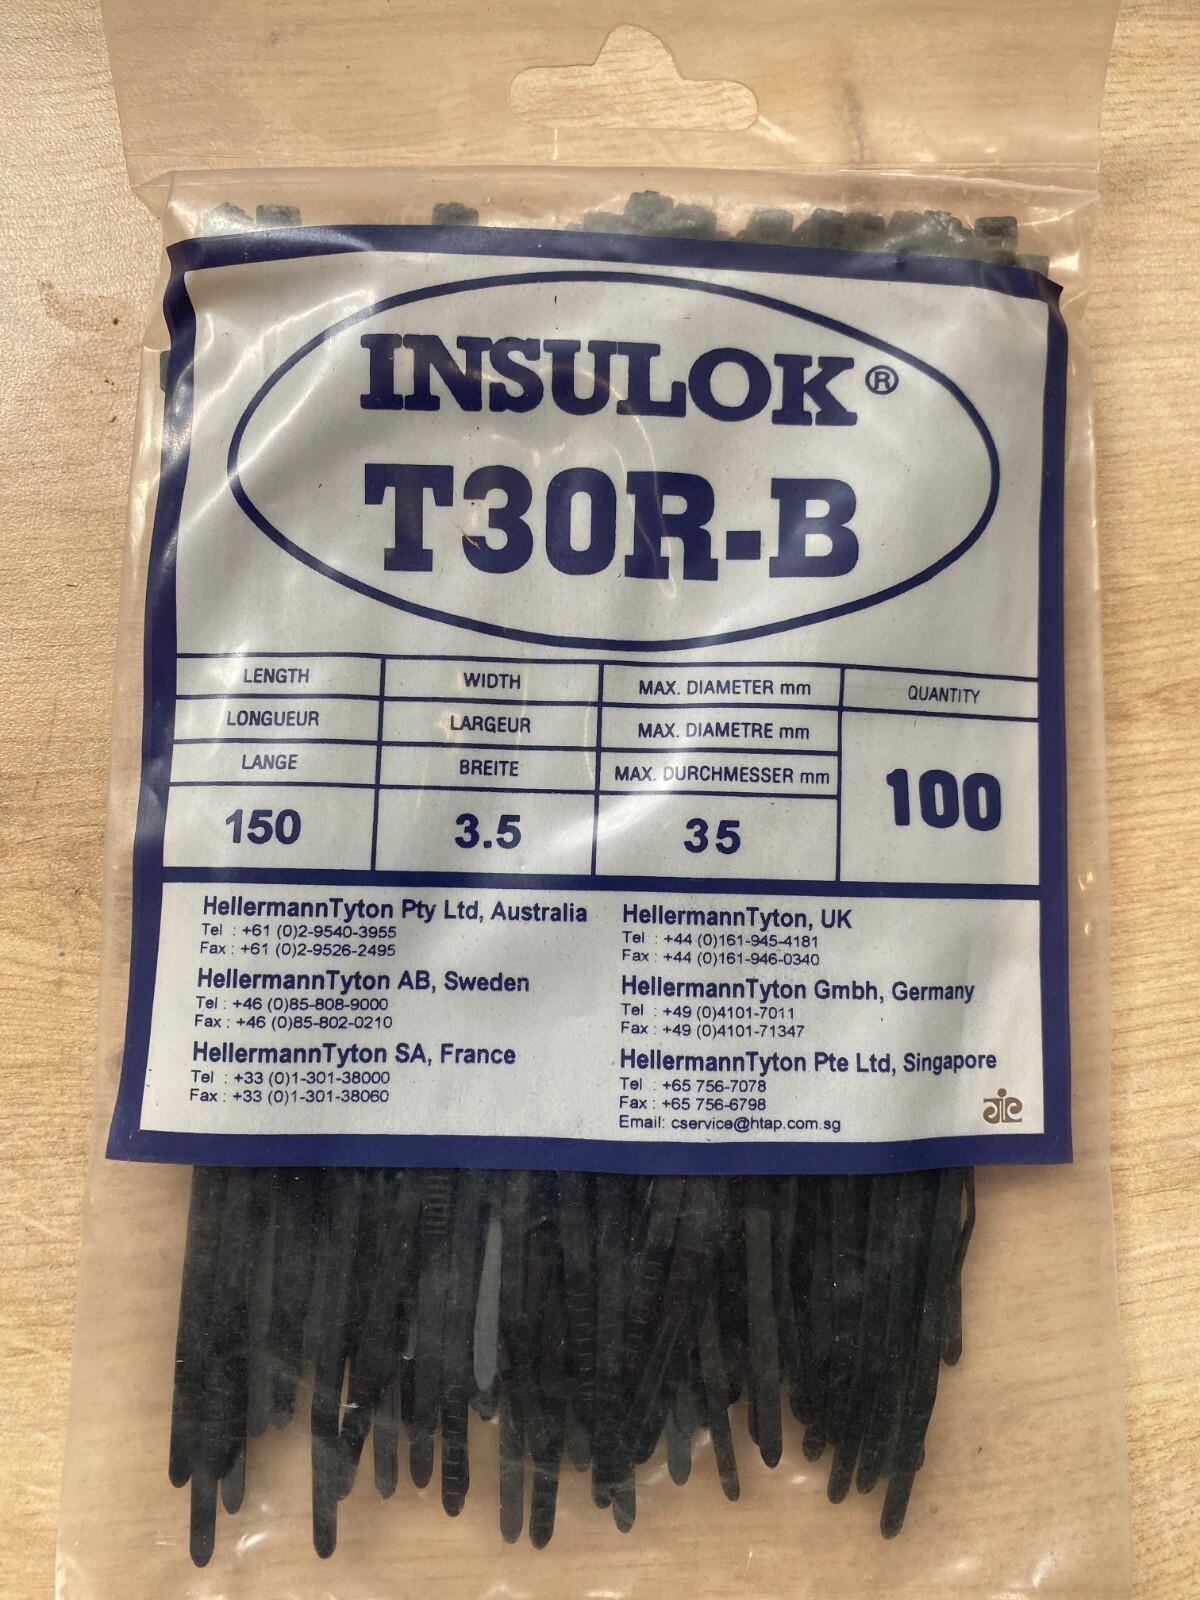 INSULOK®
T30R-B
LENGTH
LONGUEUR
LANGE
150
WIDTH
LARGEUR
BREITE
3.5
MAX. DIAMETER mm
MAX. DIAMETRE mm
MAX. DURCHMESSER mm
35
QUANTITY
100
HellermannTyton Pty Ltd, Australia
Tel : +61 (0)2-9540-3955
Fax : +61 (0)2-9526-2495
HellermannTyton AB, Sweden
Tel : +46 (0)85-808-9000
Fax : +46 (0)85-802-0210
HellermannTyton SA, France
Tel : +33 (0)1-301-38000
Fax : +33 (0)1-301-38060
HellermannTyton, UK
Tel : +44 (0)161-945-4181
Fax : +44 (0)161-946-0340
HellermannTyton Gmbh, Germany
Tel : +49 (0)4101-7011
Fax : +49 (0)4101-71347
HellermannTyton Pte Ltd, Singapore
Tel : +65 756-7078
Fax : +65 756-6798
Email: cservice@htap.com.sg